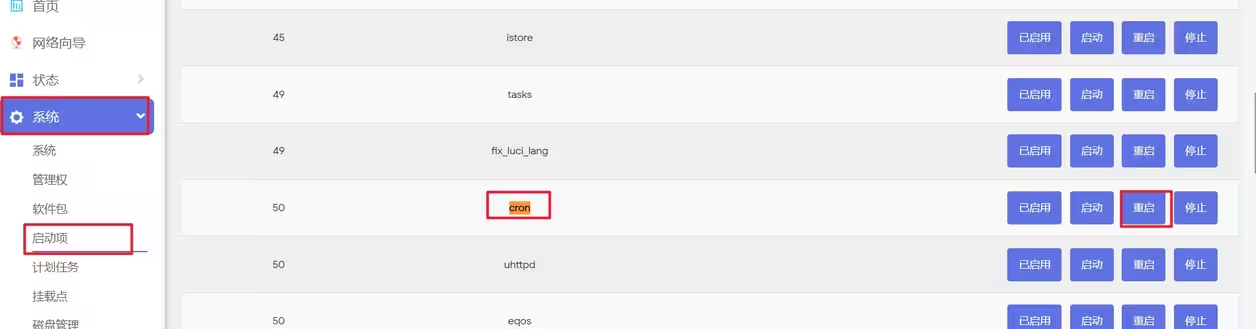 首页
网络向导
状态
系统
系统
管理权
软件包
启动项
计划任务
挂载点
磁盘管理
45 istore 已启用 启动 重启 停止
49 tasks 已启用 启动 重启 停止
49 fix_luci_lang 已启用 启动 重启 停止
50 cron 已启用 启动 重启 停止
50 uhttpd 已启用 启动 重启 停止
50 eqos 已启用 启动 重启 停止